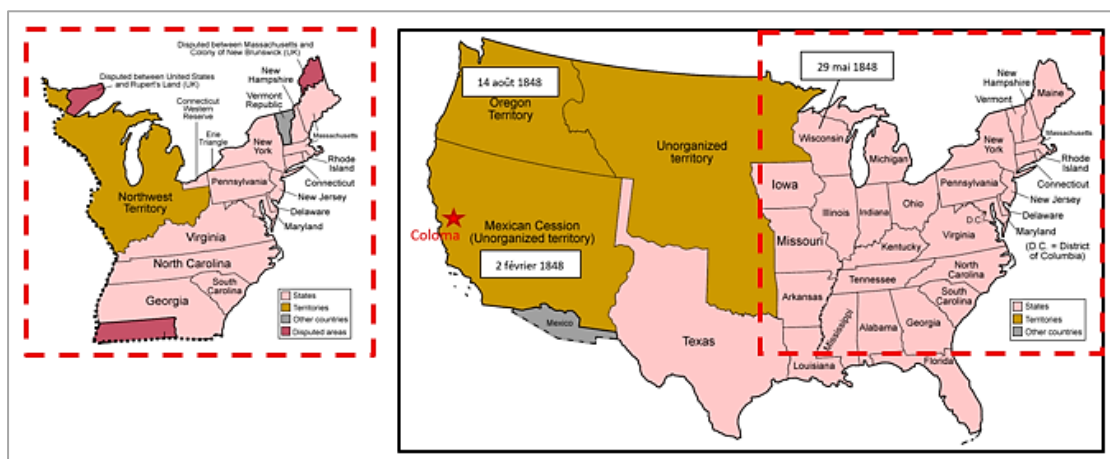 Disputed between Massachusetts and
Colony of New Brunswick (UK)
Disputed between United States
and Rupert's Land (UK)
New
Hampshire
Vermont
Republic
Connecticut
Western
Reserve
Erie
Triangle
Massachusetts
New
York
Rhode
Island
Pennsylvania
Connecticut
New Jersey
Northwest
Territory
Delaware
Maryland
Virginia
North Carolina
South
Carolina
Georgia
States
Territories
Other countries
Disputed areas
14 août 1848
Oregon
Territory
29 mai 1848
Unorganized
territory
Wisconsin
New
Hampshire
Vermont
Maine
Massachusetts
New
York
Michigan
Rhode
Island
Connecticut
Iowa
Pennsylvania
New Jersey
Ohio
Illinois
Indiana
Delaware
D.C.
Maryland
(D.C. = District
of Columbia)
Virginia
Coloma
Mexican Cession
(Unorganized territory)
2 février 1848
Missouri
Kentucky
North
Carolina
Tennessee
South
Carolina
Arkansas
Mississippi
Alabama
Georgia
Mexico
Texas
Louisiana
Florida
States
Territories
Other countries